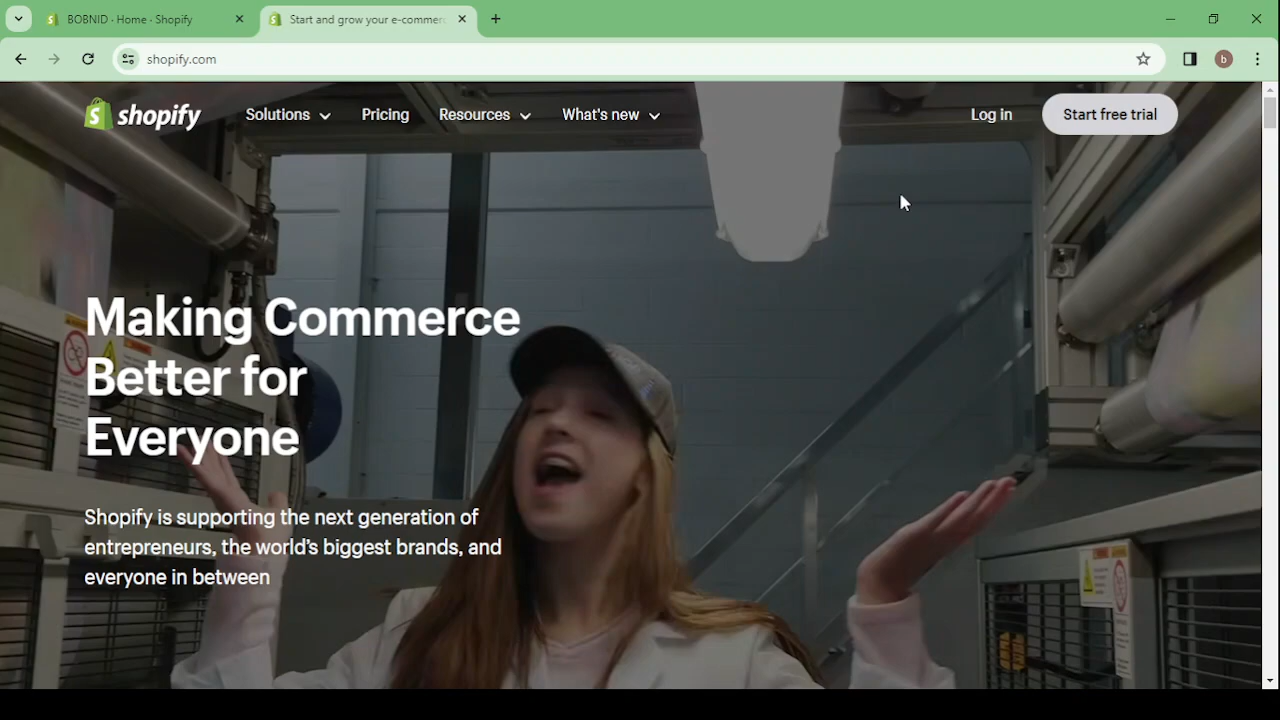 BOBNID · Home · Shopify
Start and grow your e-commerc
shopify.com
b
shopify
Solutions
Pricing
Resources
What's new
Log in
Start free trial
Making Commerce
Better for
Everyone
Shopify is supporting the next generation of
entrepreneurs, the world's biggest brands, and
everyone in between